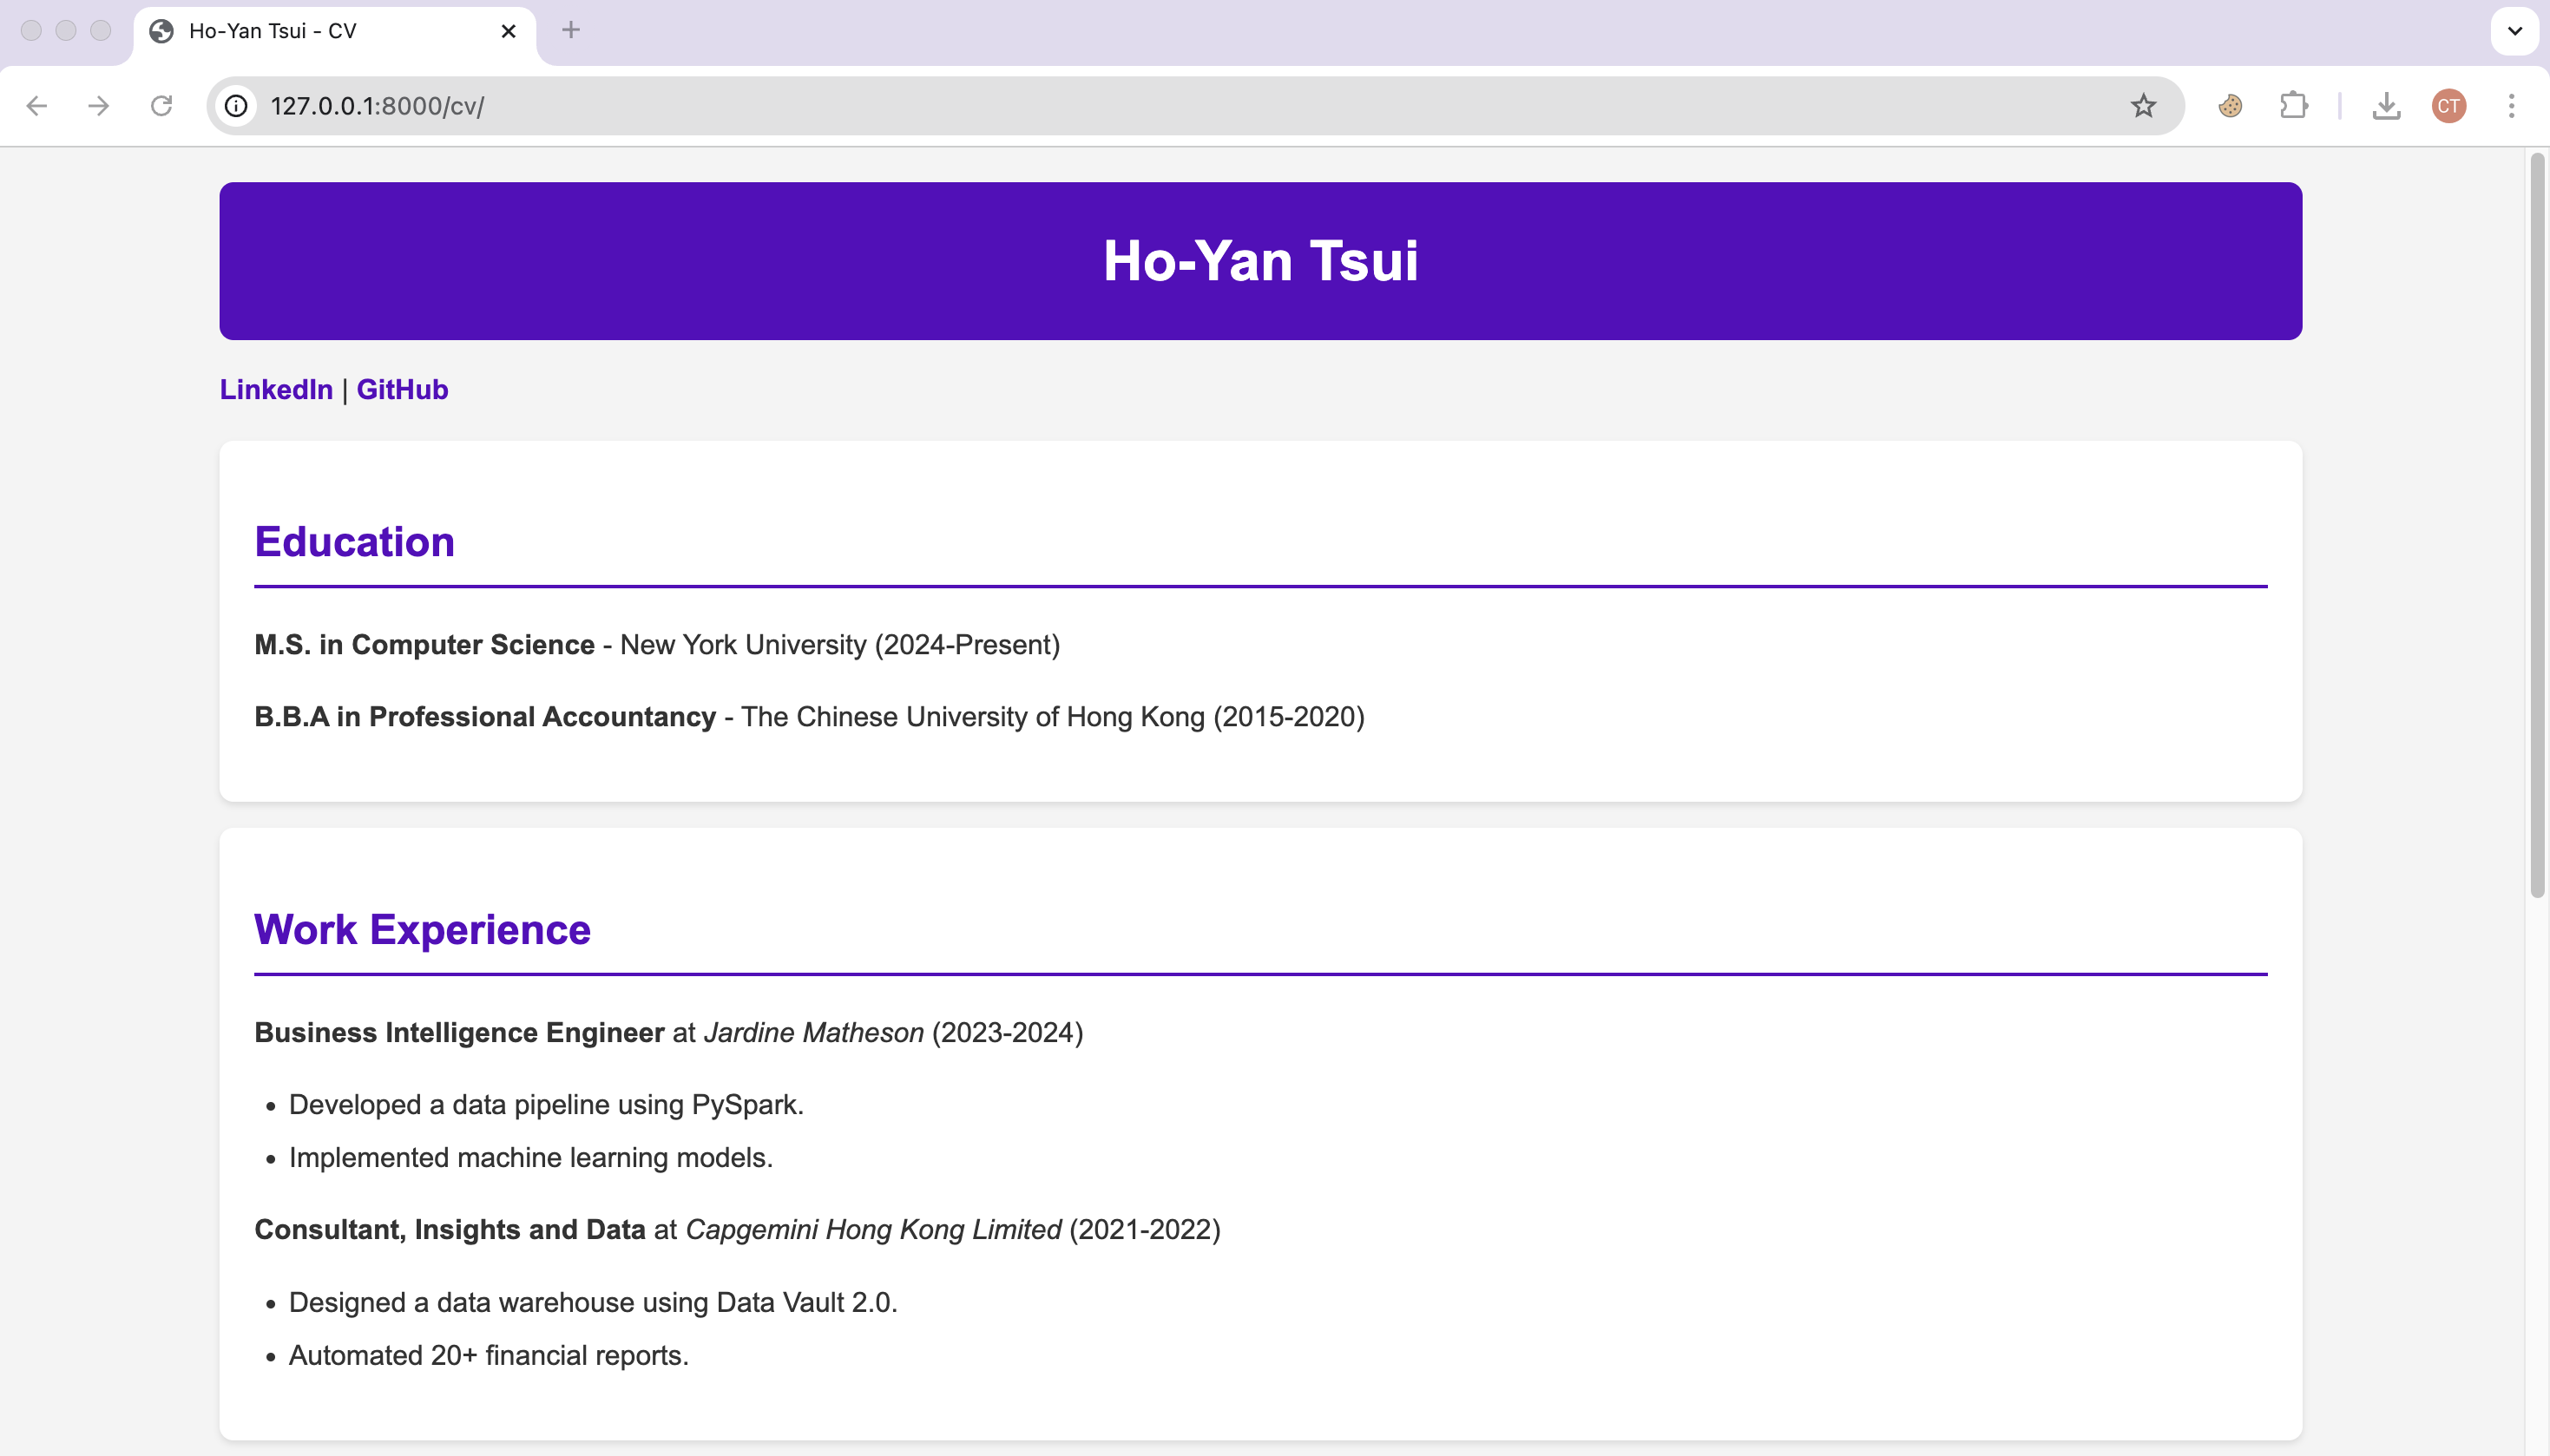 Ho-Yan Tsui - CV
127.0.0.1:8000/cv/
CT
Ho-Yan Tsui
LinkedIn | GitHub
Education
M.S. in Computer Science - New York University (2024-Present)
B.B.A in Professional Accountancy - The Chinese University of Hong Kong (2015-2020)
Work Experience
Business Intelligence Engineer at Jardine Matheson (2023-2024)
• Developed a data pipeline using PySpark.
• Implemented machine learning models.
Consultant, Insights and Data at Capgemini Hong Kong Limited (2021-2022)
• Designed a data warehouse using Data Vault 2.0.
• Automated 20+ financial reports.